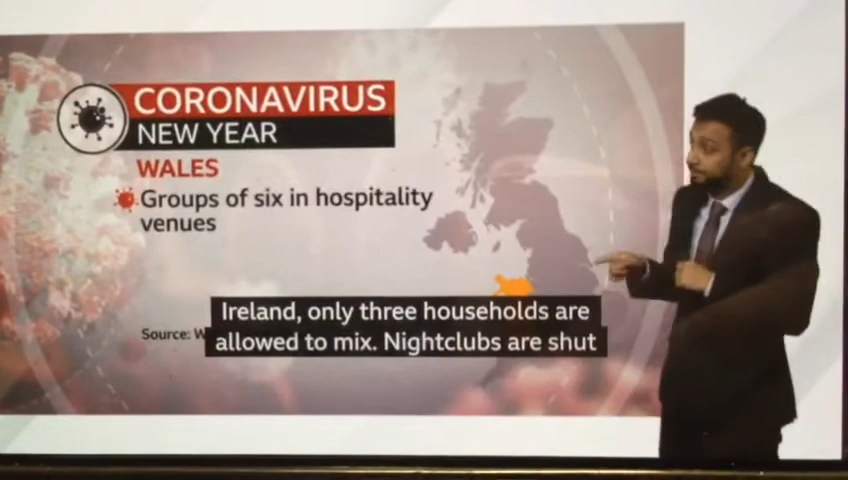 CORONAVIRUS
NEW YEAR
WALES
Groups of six in hospitality
venues
Source:
Ireland, only three households are
allowed to mix. Nightclubs are shut